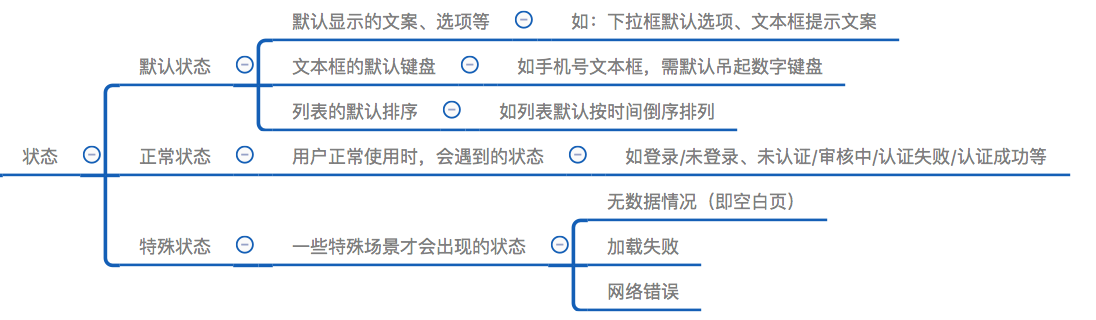 默认显示的文案、选项等 如：下拉框默认选项、文本框提示文案
默认状态 文本框的默认键盘 如手机号文本框，需默认吊起数字键盘
列表的默认排序 如列表默认按时间倒序排列
状态 正常状态 用户正常使用时，会遇到的状态 如登录/未登录、未认证/审核中/认证失败/认证成功等
无数据情况（即空白页）
特殊状态 一些特殊场景才会出现的状态 加载失败
网络错误